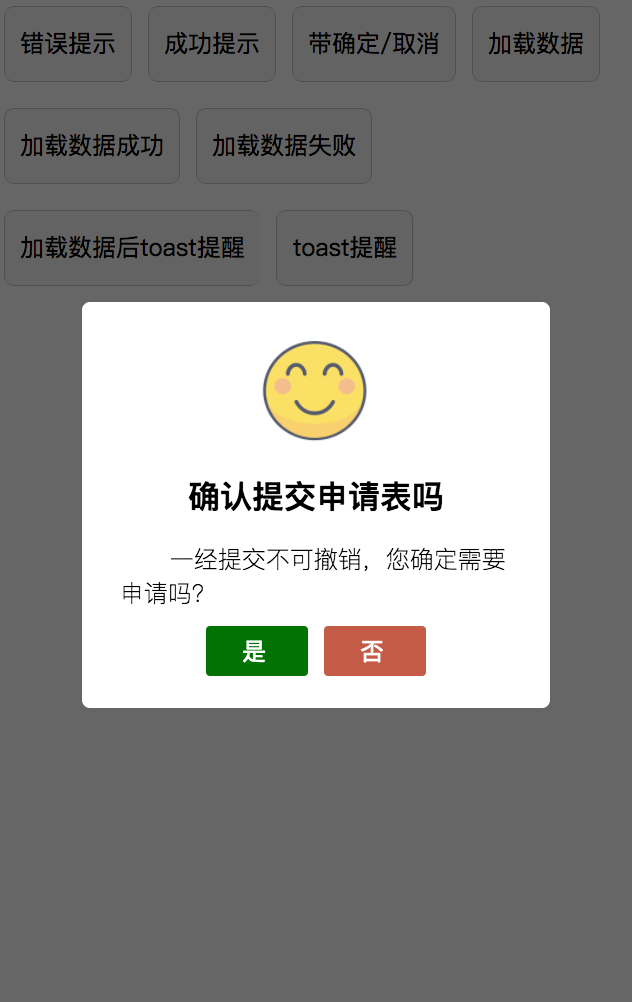 错误提示 成功提示 带确定/取消 加载数据
加载数据成功 加载数据失败
加载数据后toast提醒 toast提醒
确认提交申请表吗
一经提交不可撤销，您确定需要
申请吗？
是 否